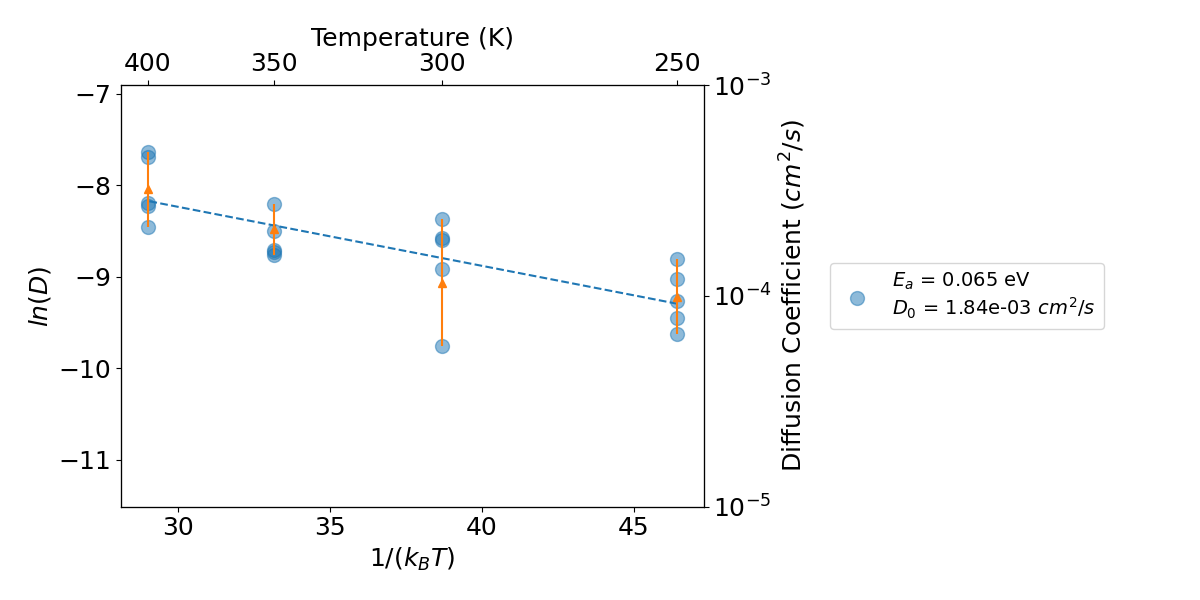 Temperature (K)
400 350 300 250
−7
−8
−9
−10
−11
ln(D)
30 35 40 45
1/(k_BT)
10^−3
10^−4
10^−5
Diffusion Coefficient (cm^2/s)
E_a = 0.065 eV
D_0 = 1.84e-03 cm^2/s